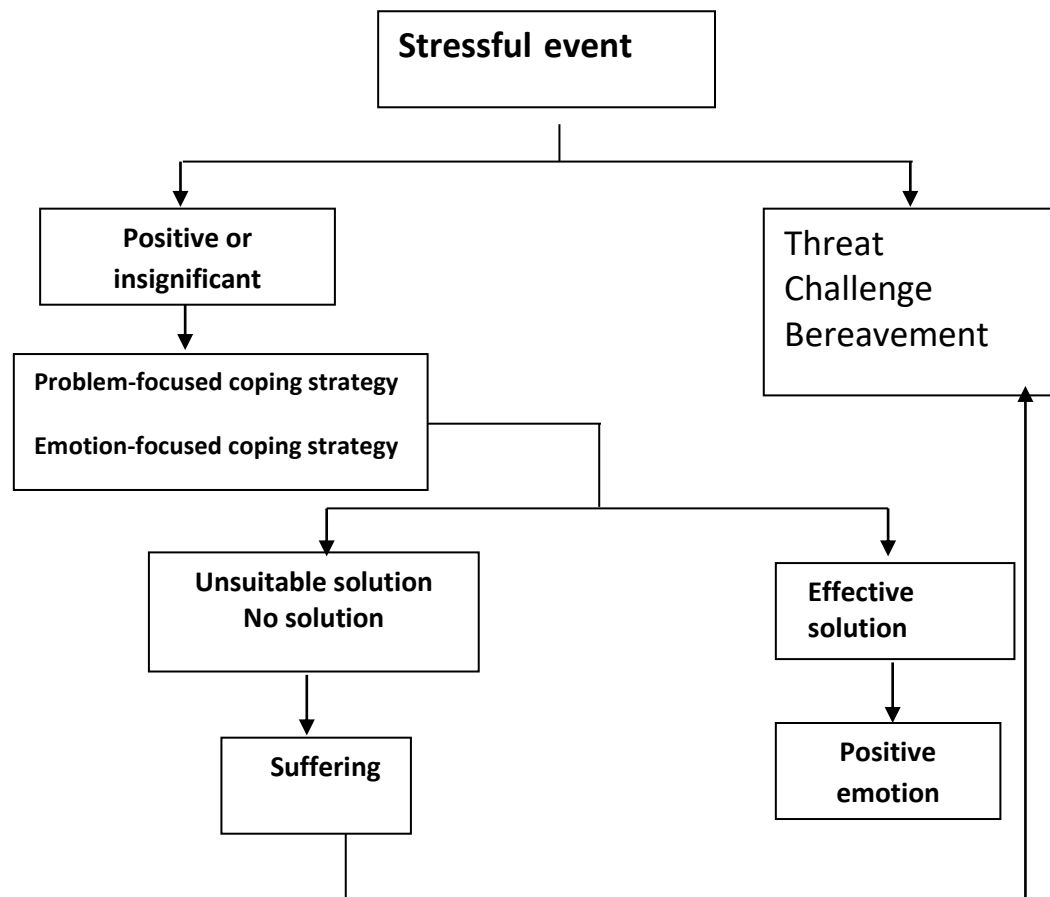 Stressful event
Positive or
insignificant
Threat
Challenge
Bereavement
Problem-focused coping strategy
Emotion-focused coping strategy
Unsuitable solution
No solution
Effective
solution
Suffering
Positive
emotion